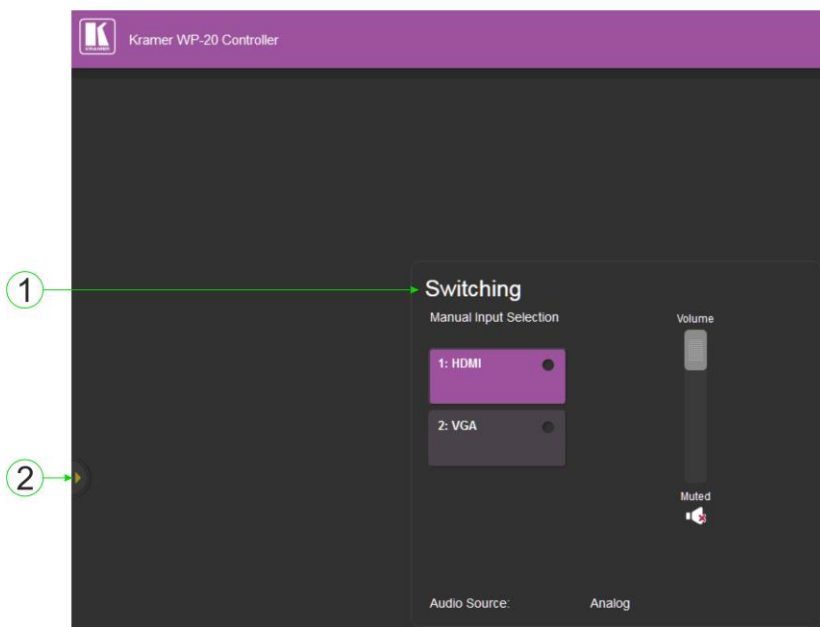 KRAMER
Kramer WP-20 Controller
1
Switching
Manual Input Selection
Volume
1: HDMI
2: VGA
2
Muted
Audio Source: Analog